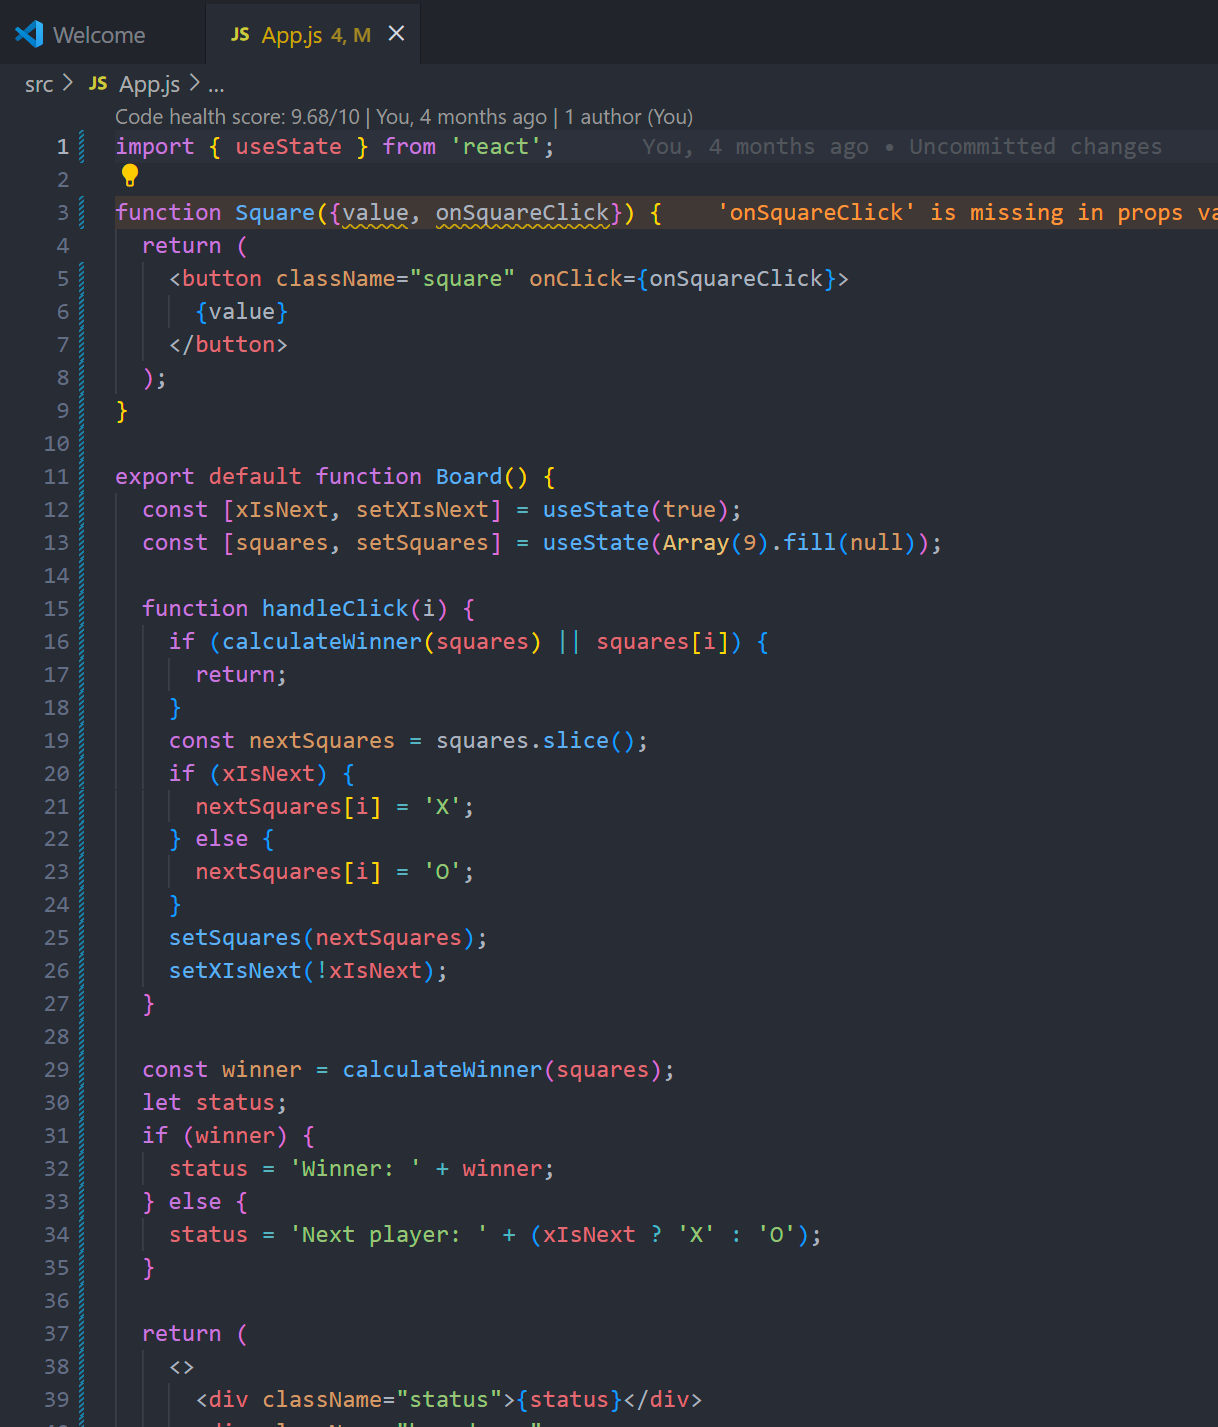 Welcome
JS App.js 4, M
src > JS App.js > ...
Code health score: 9.68/10 | You, 4 months ago | 1 author (You)
1 import { useState } from 'react'; You, 4 months ago • Uncommitted changes
2
3 function Square({value, onSquareClick}) { 'onSquareClick' is missing in props va
4 return (
5 <button className="square" onClick={onSquareClick}>
6 {value}
7 </button>
8 );
9 }
10
11 export default function Board() {
12 const [xIsNext, setXIsNext] = useState(true);
13 const [squares, setSquares] = useState(Array(9).fill(null));
14
15 function handleClick(i) {
16 if (calculateWinner(squares) || squares[i]) {
17 return;
18 }
19 const nextSquares = squares.slice();
20 if (xIsNext) {
21 nextSquares[i] = 'X';
22 } else {
23 nextSquares[i] = 'O';
24 }
25 setSquares(nextSquares);
26 setXIsNext(!xIsNext);
27 }
28
29 const winner = calculateWinner(squares);
30 let status;
31 if (winner) {
32 status = 'Winner: ' + winner;
33 } else {
34 status = 'Next player: ' + (xIsNext ? 'X' : 'O');
35 }
36
37 return (
38 <>
39 <div className="status">{status}</div>